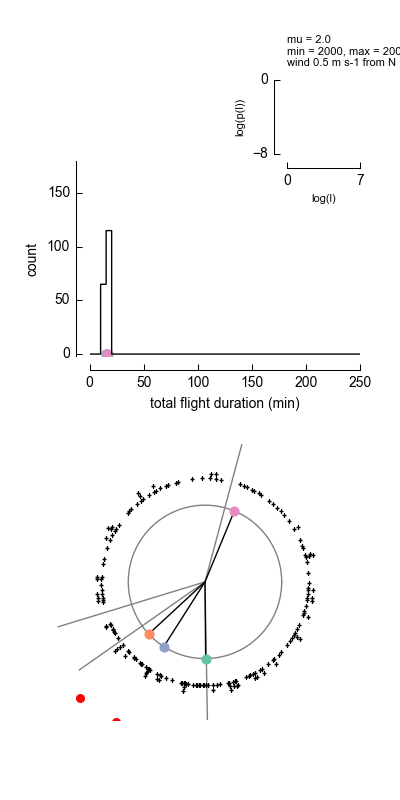 mu = 2.0
min = 2000, max = 200
wind 0.5 m s-1 from N
0
log(p(l))
−8
0 7
log(l)
150
100
count
50
0
0 50 100 150 200 250
total flight duration (min)